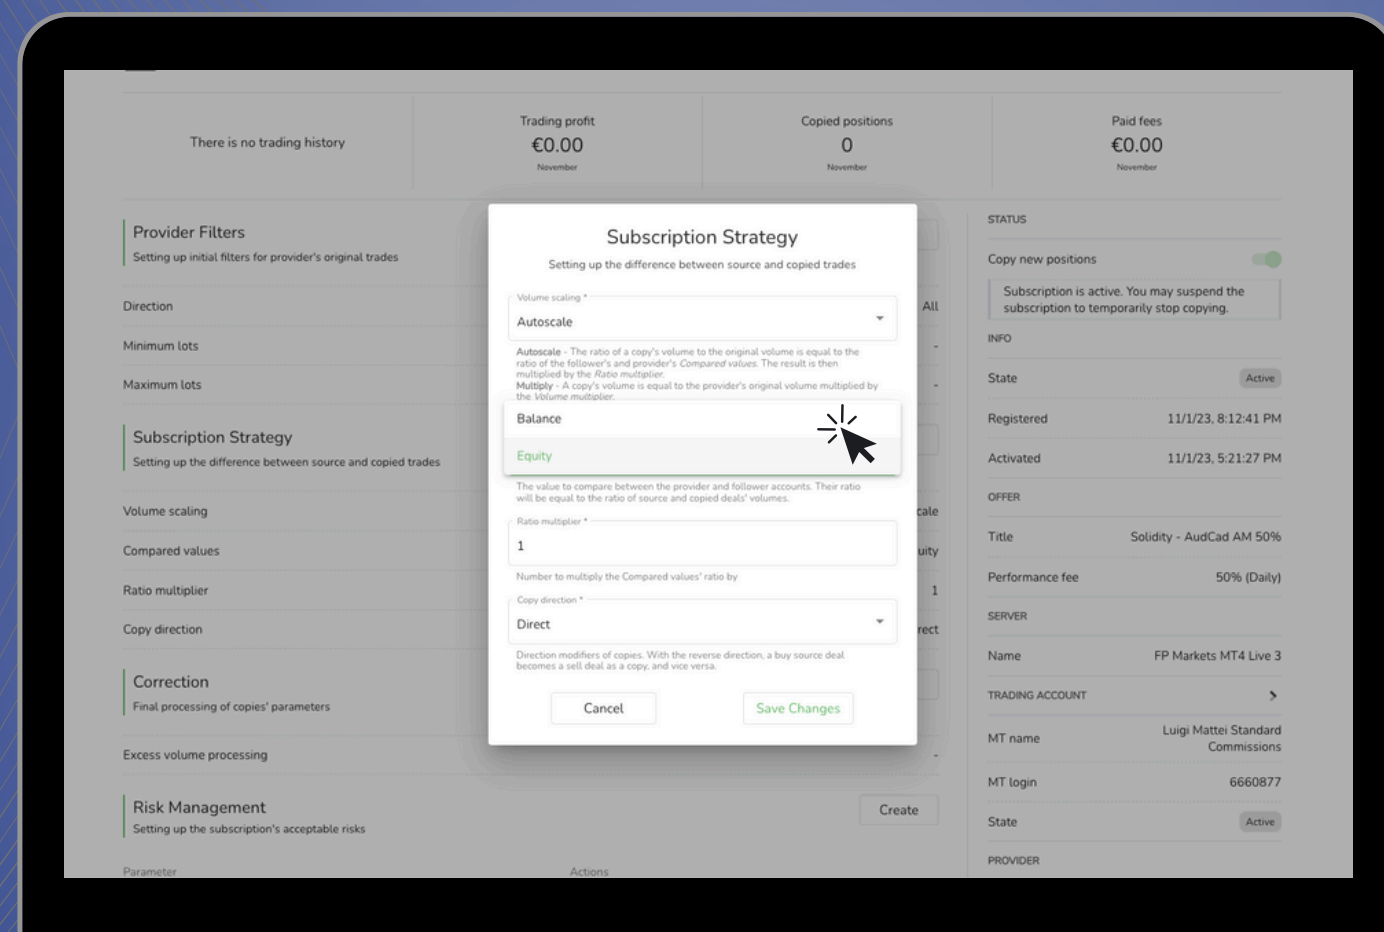 There is no trading history
Trading profit
€0.00
November
Copied positions
0
November
Paid fees
€0.00
November
Provider Filters
Setting up initial filters for provider's original trades
Direction
All
Minimum lots
-
Maximum lots
-
Subscription Strategy
Setting up the difference between source and copied trades
Volume scaling
cale
Compared values
uity
Ratio multiplier
1
Copy direction
rect
Correction
Final processing of copies' parameters
Excess volume processing
-
Risk Management
Setting up the subscription's acceptable risks
Create
Parameter
Actions
Subscription Strategy
Setting up the difference between source and copied trades
Volume scaling *
Autoscale
Autoscale - The ratio of a copy's volume to the original volume is equal to the
ratio of the follower's and provider's Compared values. The result is then
multiplied by the Ratio multiplier.
Multiply - A copy's volume is equal to the provider's original volume multiplied by
the Volume multiplier.
Balance
Equity
The value to compare between the provider and follower accounts. Their ratio
will be equal to the ratio of source and copied deals' volumes.
Ratio multiplier *
1
Number to multiply the Compared values' ratio by
Copy direction *
Direct
Direction modifiers of copies. With the reverse direction, a buy source deal
becomes a sell deal as a copy, and vice versa.
Cancel
Save Changes
STATUS
Copy new positions
Subscription is active. You may suspend the
subscription to temporarily stop copying.
INFO
State
Active
Registered
11/1/23, 8:12:41 PM
Activated
11/1/23, 5:21:27 PM
OFFER
Title
Solidity - AudCad AM 50%
Performance fee
50% (Daily)
SERVER
Name
FP Markets MT4 Live 3
TRADING ACCOUNT
MT name
Luigi Mattei Standard
Commissions
MT login
6660877
State
Active
PROVIDER